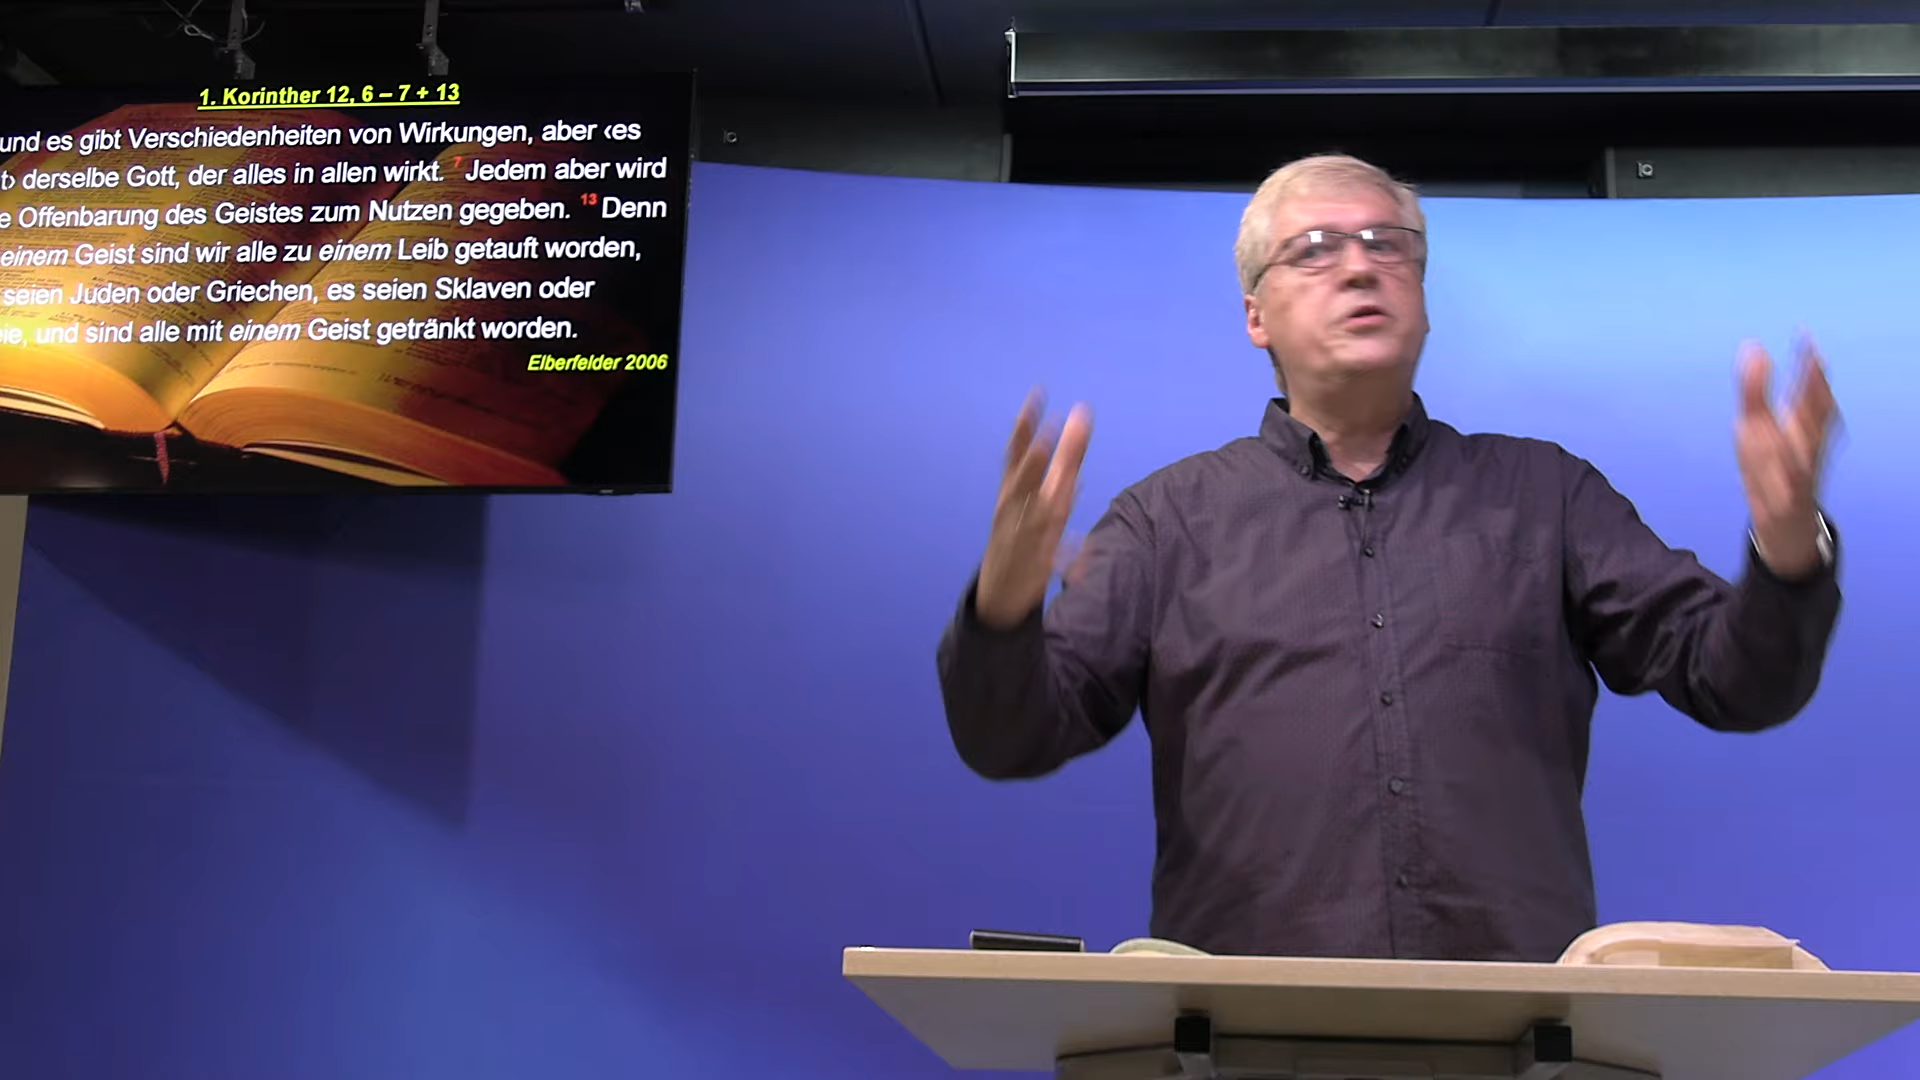 1. Korinther 12, 6 – 7 + 13
und es gibt Verschiedenheiten von Wirkungen, aber ‹es
derselbe Gott, der alles in allen wirkt. 7 Jedem aber wird
Offenbarung des Geistes zum Nutzen gegeben. 13 Denn
einem Geist sind wir alle zu einem Leib getauft worden,
seien Juden oder Griechen, es seien Sklaven oder
und sind alle mit einem Geist getränkt worden.
Elberfelder 2006